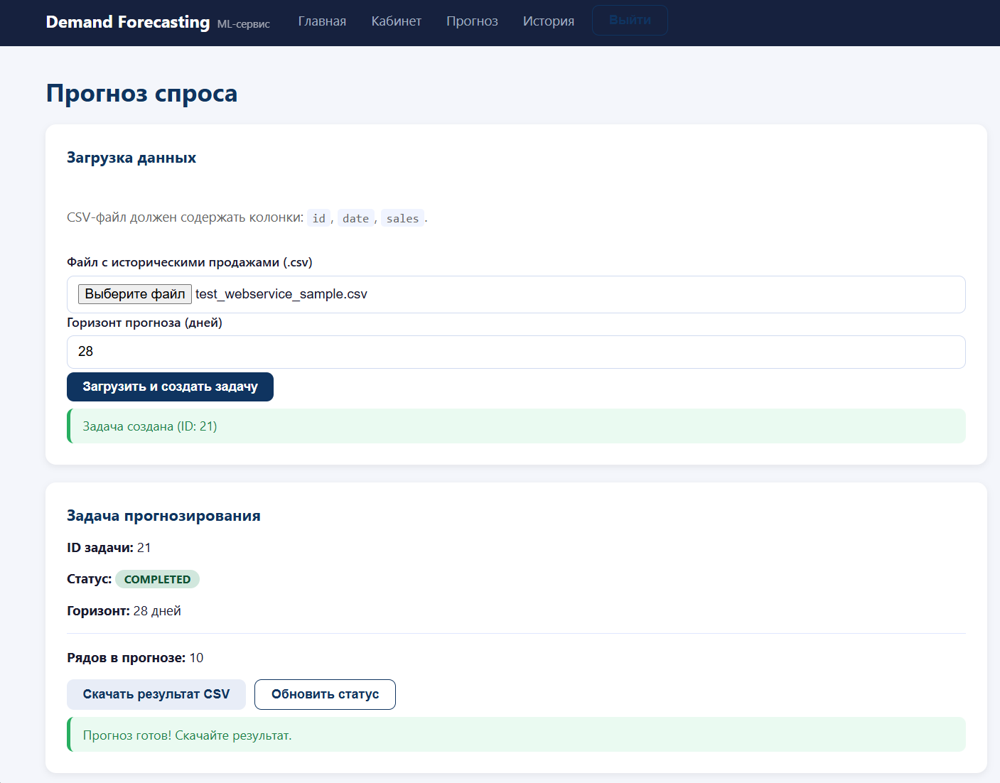 Demand Forecasting ML-сервис Главная Кабинет Прогноз История Выйти
Прогноз спроса
Загрузка данных
CSV-файл должен содержать колонки: id, date, sales.
Файл с историческими продажами (.csv)
Выберите файл test_webservice_sample.csv
Горизонт прогноза (дней)
28
Загрузить и создать задачу
Задача создана (ID: 21)
Задача прогнозирования
ID задачи: 21
Статус: COMPLETED
Горизонт: 28 дней
Рядов в прогнозе: 10
Скачать результат CSV Обновить статус
Прогноз готов! Скачайте результат.